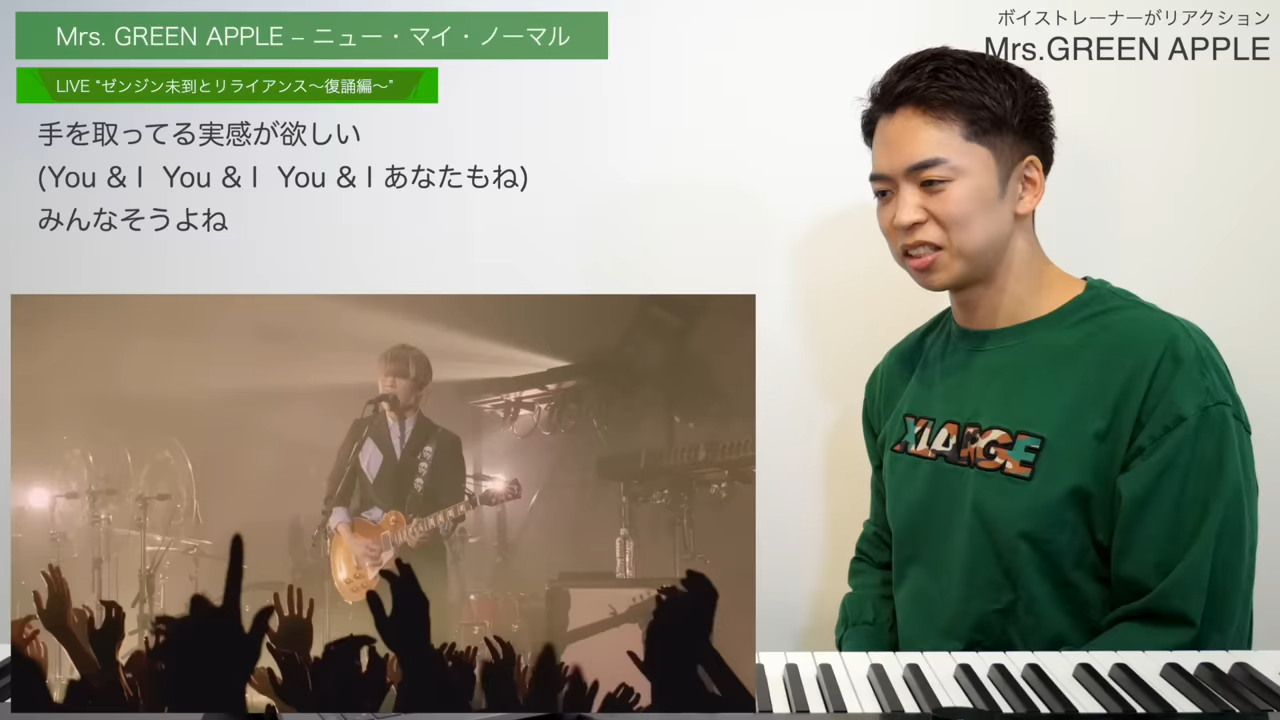 Mrs. GREEN APPLE – ニュー・マイ・ノーマル
LIVE “ゼンジン未到とリライアンス〜復誦編〜”
手を取ってる実感が欲しい
(You & I You & I You & I あなたもね)
みんなそうよね
ボイストレーナーがリアクション
Mrs.GREEN APPLE
XLARGE